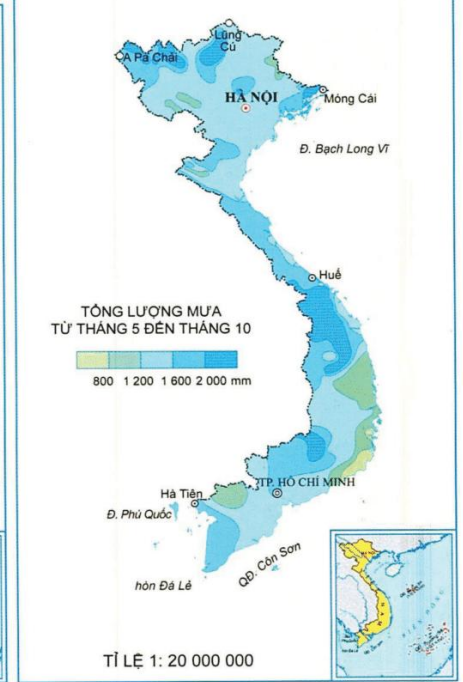 Lũng
Cú
A Pa Chải
HÀ NỘI
Móng Cái
Đ. Bạch Long Vĩ
Huế
TỔNG LƯỢNG MƯA
TỪ THÁNG 5 ĐẾN THÁNG 10
800 1 200 1 600 2 000 mm
TP. HỒ CHÍ MINH
Hà Tiên
Đ. Phú Quốc
QĐ. Côn Sơn
hòn Đá Lẻ
TỈ LỆ 1: 20 000 000